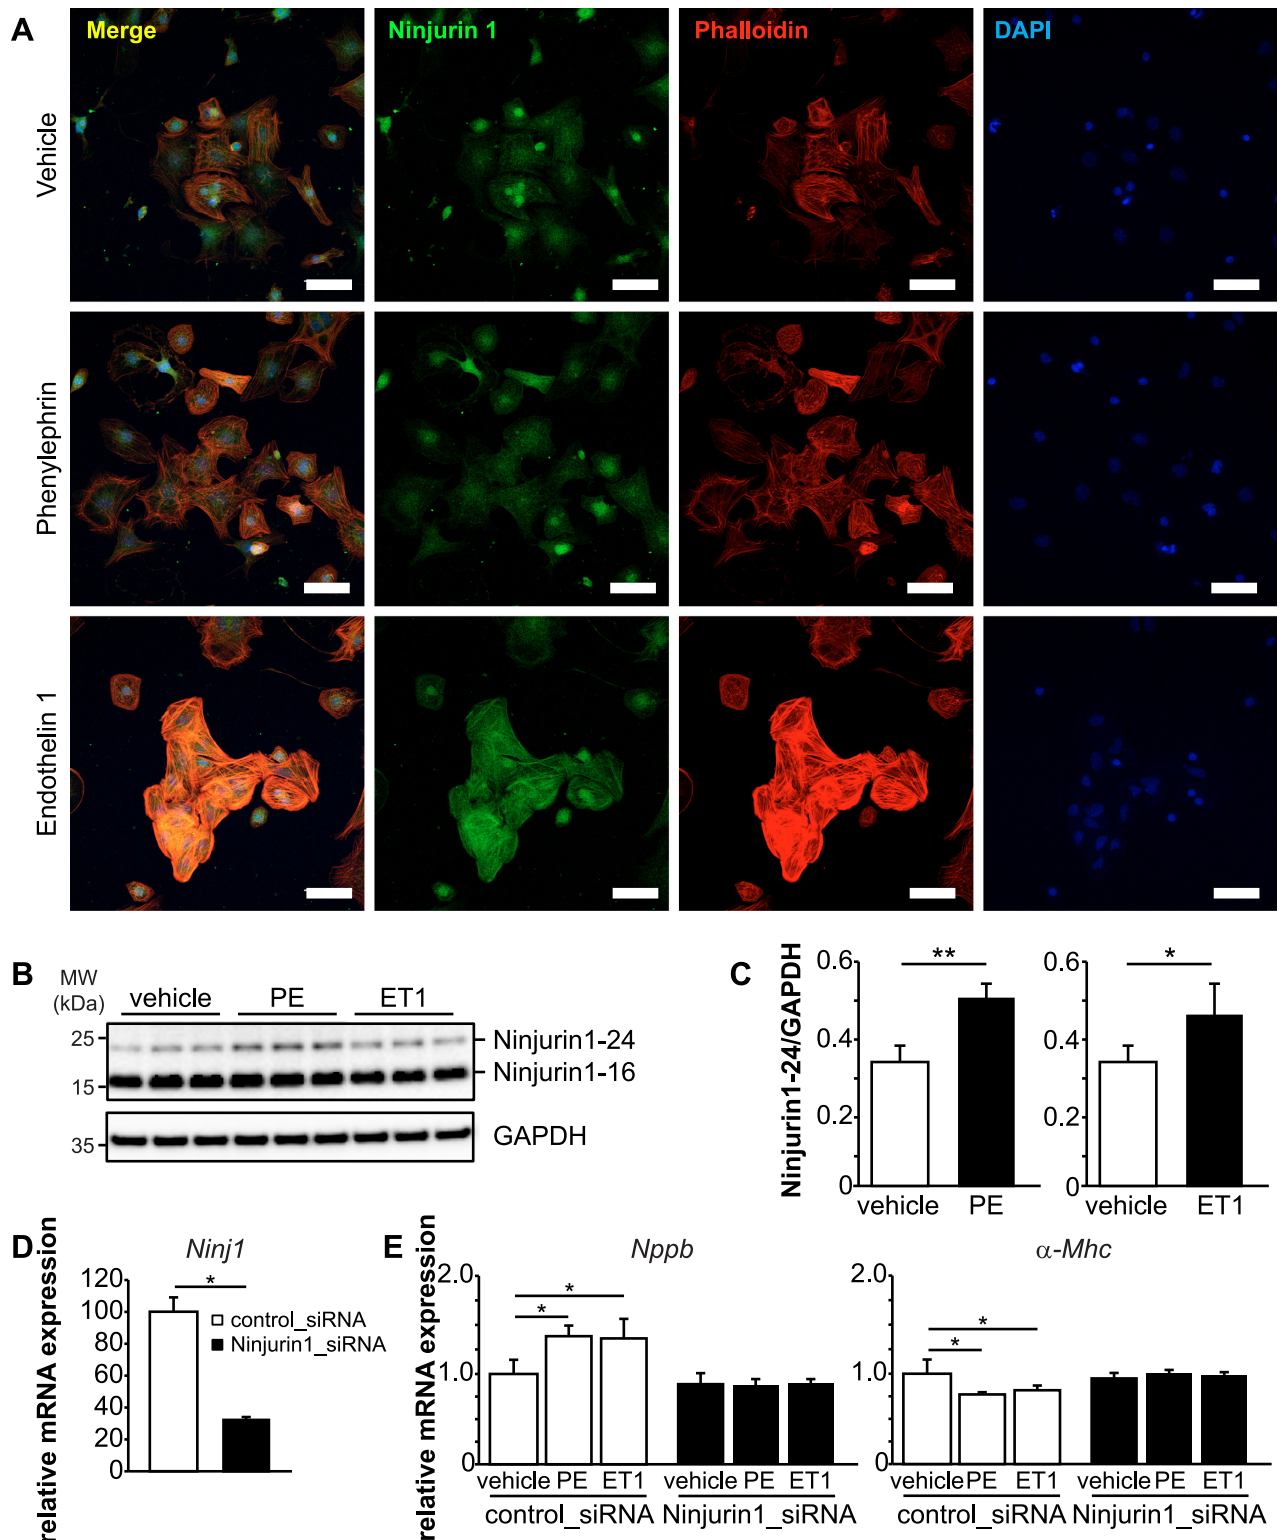 A
Merge
Ninjurin 1
Phalloidin
DAPI
Vehicle
Phenylephrin
Endothelin 1
B
MW
(kDa)
vehicle PE ET1
25
15
35
Ninjurin1-24
Ninjurin1-16
GAPDH
C
Ninjurin1-24/GAPDH
0.6
0.4
0.2
0
**
vehicle PE
0.6
0.4
0.2
0
*
vehicle ET1
D
relative mRNA expression
Ninj1
120
100
80
60
40
20
0
*
control_siRNA
Ninjurin1_siRNA
E
relative mRNA expression
Nppb
2.0
1.0
0
*
*
vehicle PE ET1 vehicle PE ET1
control_siRNA Ninjurin1_siRNA
α-Mhc
2.0
1.0
0
*
*
vehicle PE ET1 vehicle PE ET1
control_siRNA Ninjurin1_siRNA